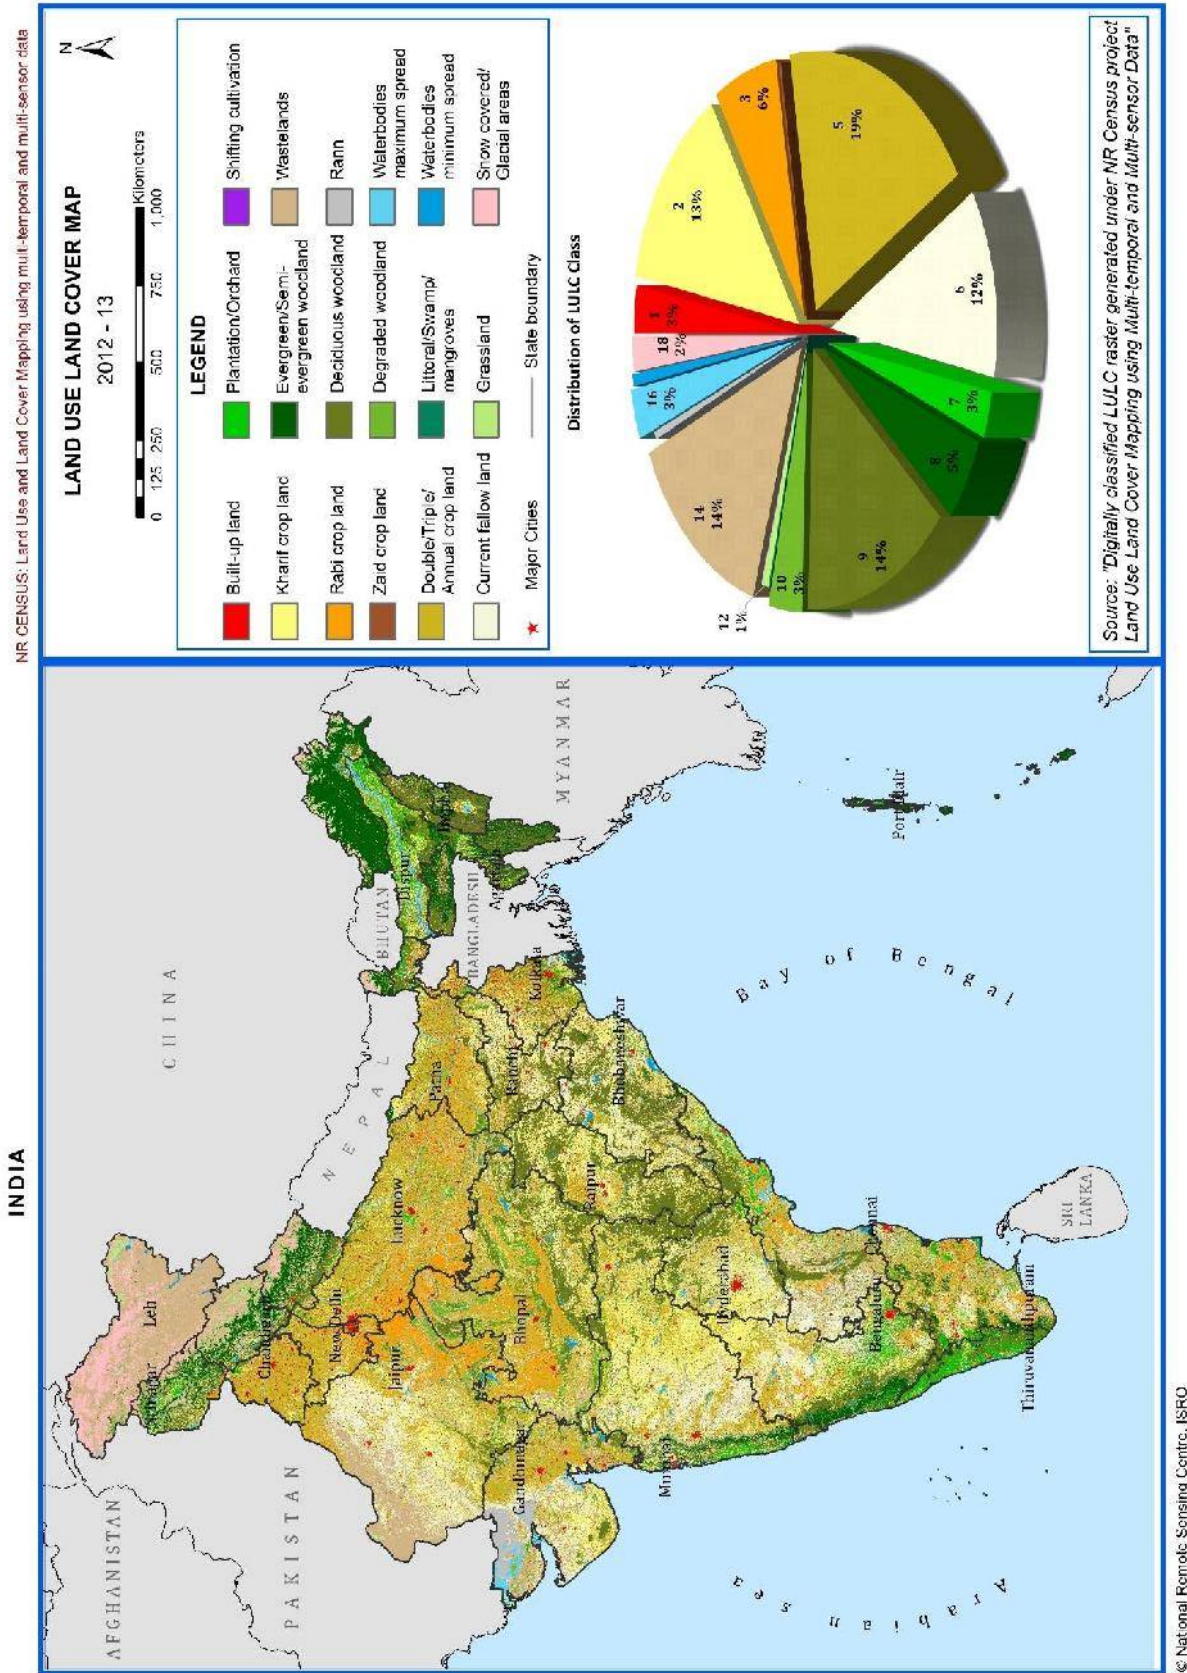 INDIA
NR CENSUS: Land Use and Land Cover Mapping using multi-temporal and multi-sensor data
CHINA
AFGHANISTAN
PAKISTAN
NEPAL
BHUTAN
BANGLADESH
MYANMAR
SRI
LANKA
Bay of Bengal
Arabian sea
Leh
Srinagar
Chandigarh
New Delhi
Jaipur
Lucknow
Patna
Dispur
Imphal
Agartala
Gandhinagar
Bhopal
Ranchi
Kolkata
Raipur
Bhubaneshwar
Mumbai
Hyderabad
Bengaluru
Chennai
Thiruvananthpuram
Port Blair
LAND USE LAND COVER MAP
2012 - 13
N
0 125 250 500 750 1,000
Kilometers
LEGEND
Built-up land
Kharif crop land
Rabi crop land
Zaid crop land
Double/Triple/
Annual crop land
Current fallow land
Major Cities
Plantation/Orchard
Evergreen/Semi-
evergreen woodland
Deciduous woodland
Degraded woodland
Littoral/Swamp/
mangroves
Grassland
State boundary
Shifting cultivation
Wastelands
Rann
Waterbodies
maximum spread
Waterbodies
minimum spread
Snow covered/
Glacial areas
Distribution of LULC Class
1
3%
2
13%
3
6%
5
19%
6
12%
7
3%
8
5%
9
14%
10
3%
12
1%
14
14%
16
3%
18
2%
Source: "Digitally classified LULC raster generated under NR Census project
Land Use Land Cover Mapping using Multi-temporal and Multi-sensor Data"
© National Remote Sensing Centre, ISRO